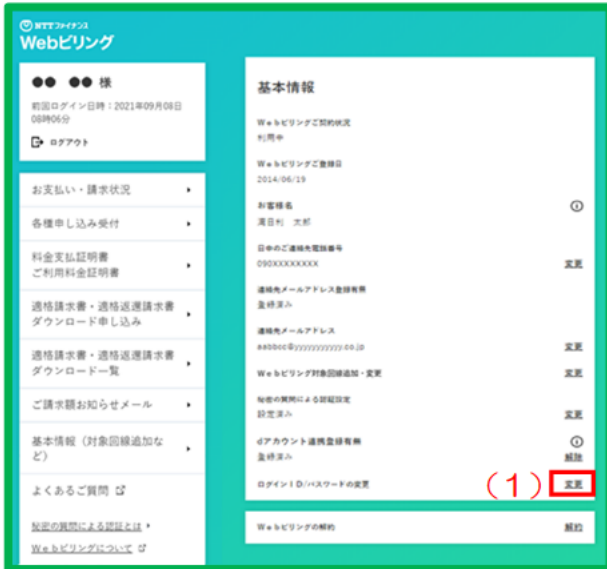 NTTファイナンス
Webビリング
●● ●● 様
前回ログイン日時：2021年09月08日
08時06分
ログアウト
お支払い・請求状況
各種申し込み受付
料金支払証明書
ご利用料金証明書
適格請求書・適格返還請求書
ダウンロード申し込み
適格請求書・適格返還請求書
ダウンロード一覧
ご請求額お知らせメール
基本情報（対象回線追加な
ど）
よくあるご質問
秘密の質問による認証とは
Ｗｅｂビリングについて
基本情報
Ｗｅｂビリングご契約状況
利用中
Ｗｅｂビリングご登録日
2014/06/19
お客様名
太郎
日中のご連絡先電話番号
090XXXXXXXX 変更
連絡先メールアドレス登録有無
登録済み
連絡先メールアドレス
aabbcc@yyyyyyyyyy.co.jp 変更
Ｗｅｂビリング対象回線追加・変更 変更
秘密の質問による認証設定
設定済み 変更
dアカウント連携登録有無
登録済み 解除
ログインＩＤ/パスワードの変更 （1） 変更
Ｗｅｂビリングの解約 解約